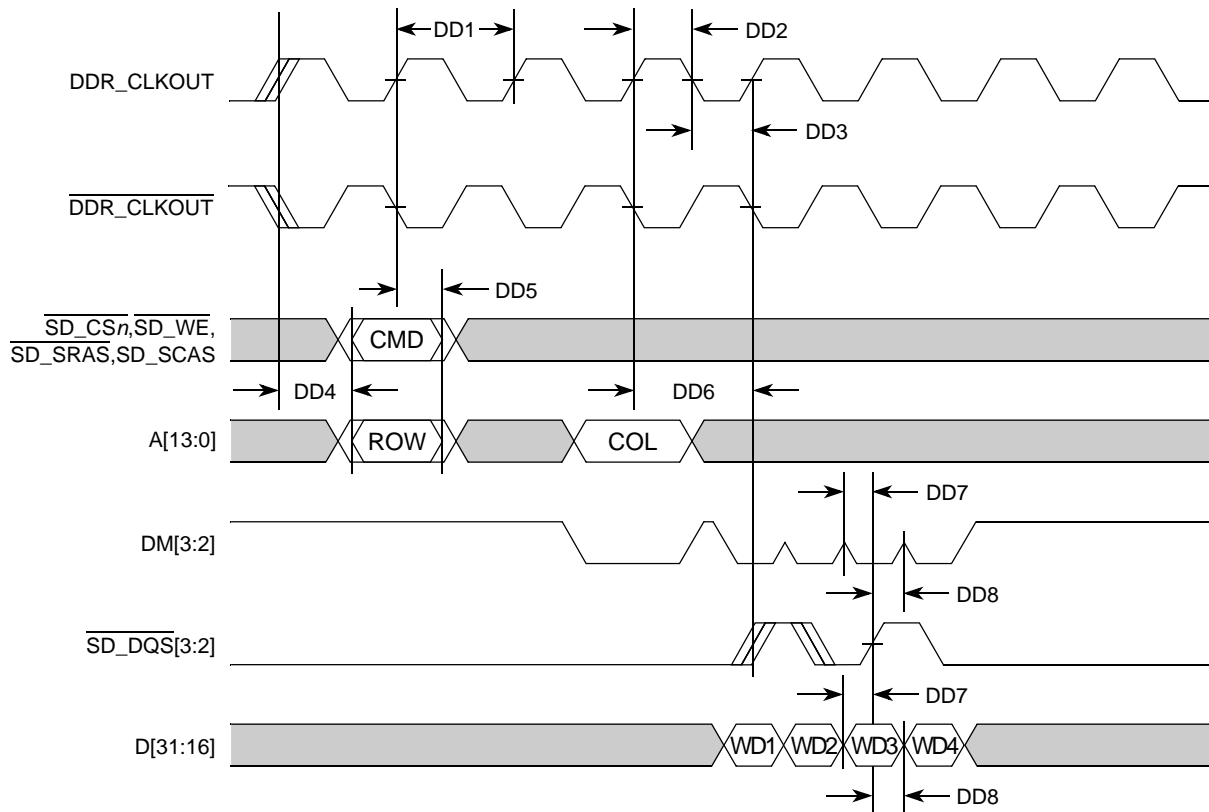 DD1
DD2
DDR_CLKOUT
DD3
DDR_CLKOUT
DD5
SD_CSn,SD_WE,
SD_SRAS,SD_SCAS
CMD
DD4
DD6
A[13:0]
ROW
COL
DD7
DM[3:2]
DD8
SD_DQS[3:2]
DD7
D[31:16]
WD1
WD2
WD3
WD4
DD8